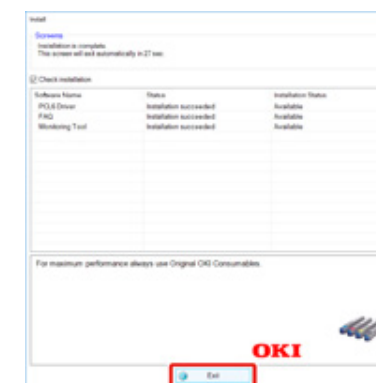 Install
Screens
Installation is complete.
This screen will exit automatically in 27 sec.
Check installation
Software Name Status Installation Status
PCL6 Driver Installation succeeded Available
FAQ Installation succeeded Available
Monitoring Tool Installation succeeded Available
For maximum performance always use Original OKI Consumables.
OKI
Exit